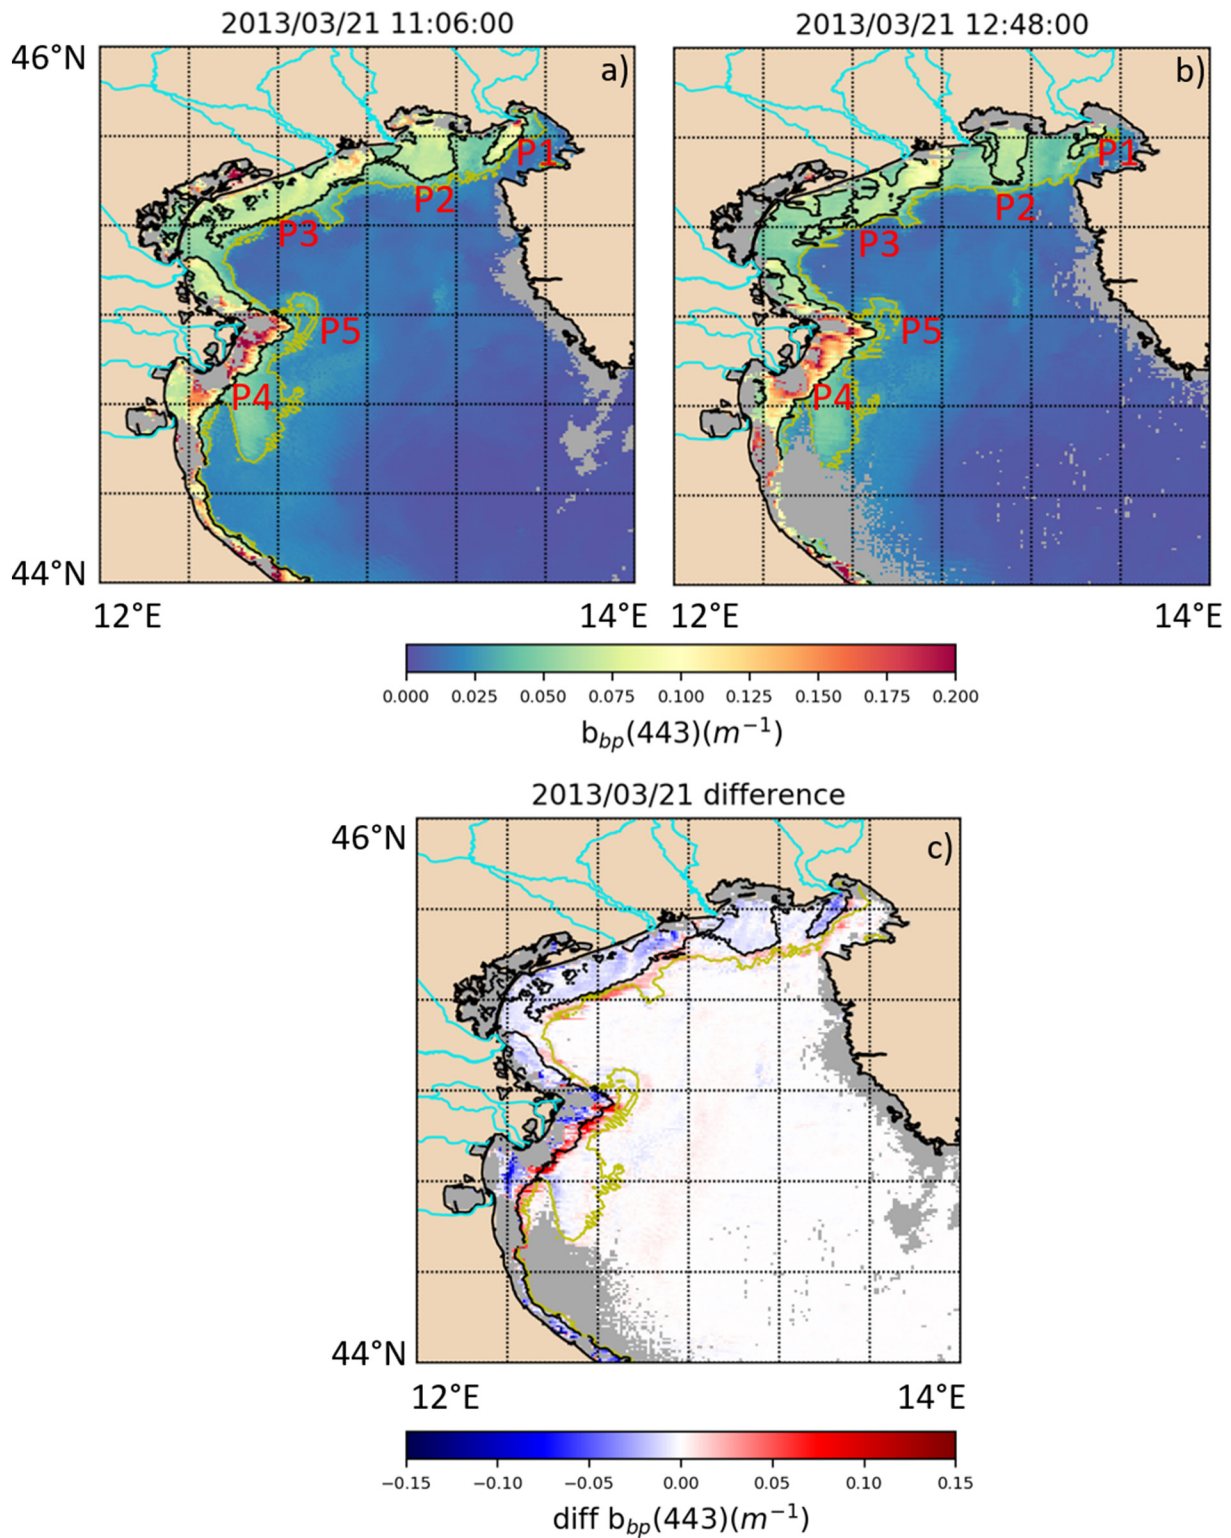 2013/03/21 11:06:00
2013/03/21 12:48:00
46°N
a)
b)
P1
P1
P2
P2
P3
P3
P5
P5
P4
P4
44°N
12°E
14°E
12°E
14°E
0.000 0.025 0.050 0.075 0.100 0.125 0.150 0.175 0.200
b_bp(443)(m⁻¹)
2013/03/21 difference
46°N
c)
44°N
12°E
14°E
−0.15 −0.10 −0.05 0.00 0.05 0.10 0.15
diff b_bp(443)(m⁻¹)